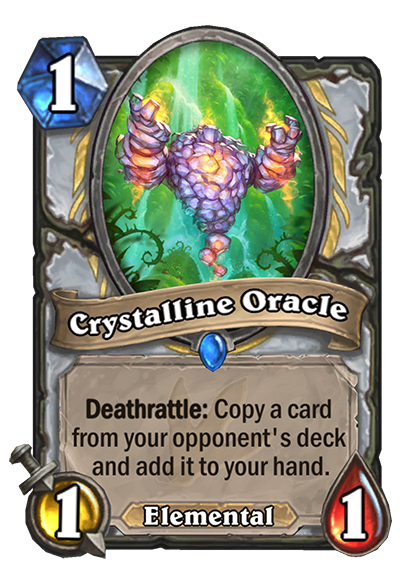 1
Crystalline Oracle
Deathrattle: Copy a card
from your opponent's deck
and add it to your hand.
1
Elemental
1